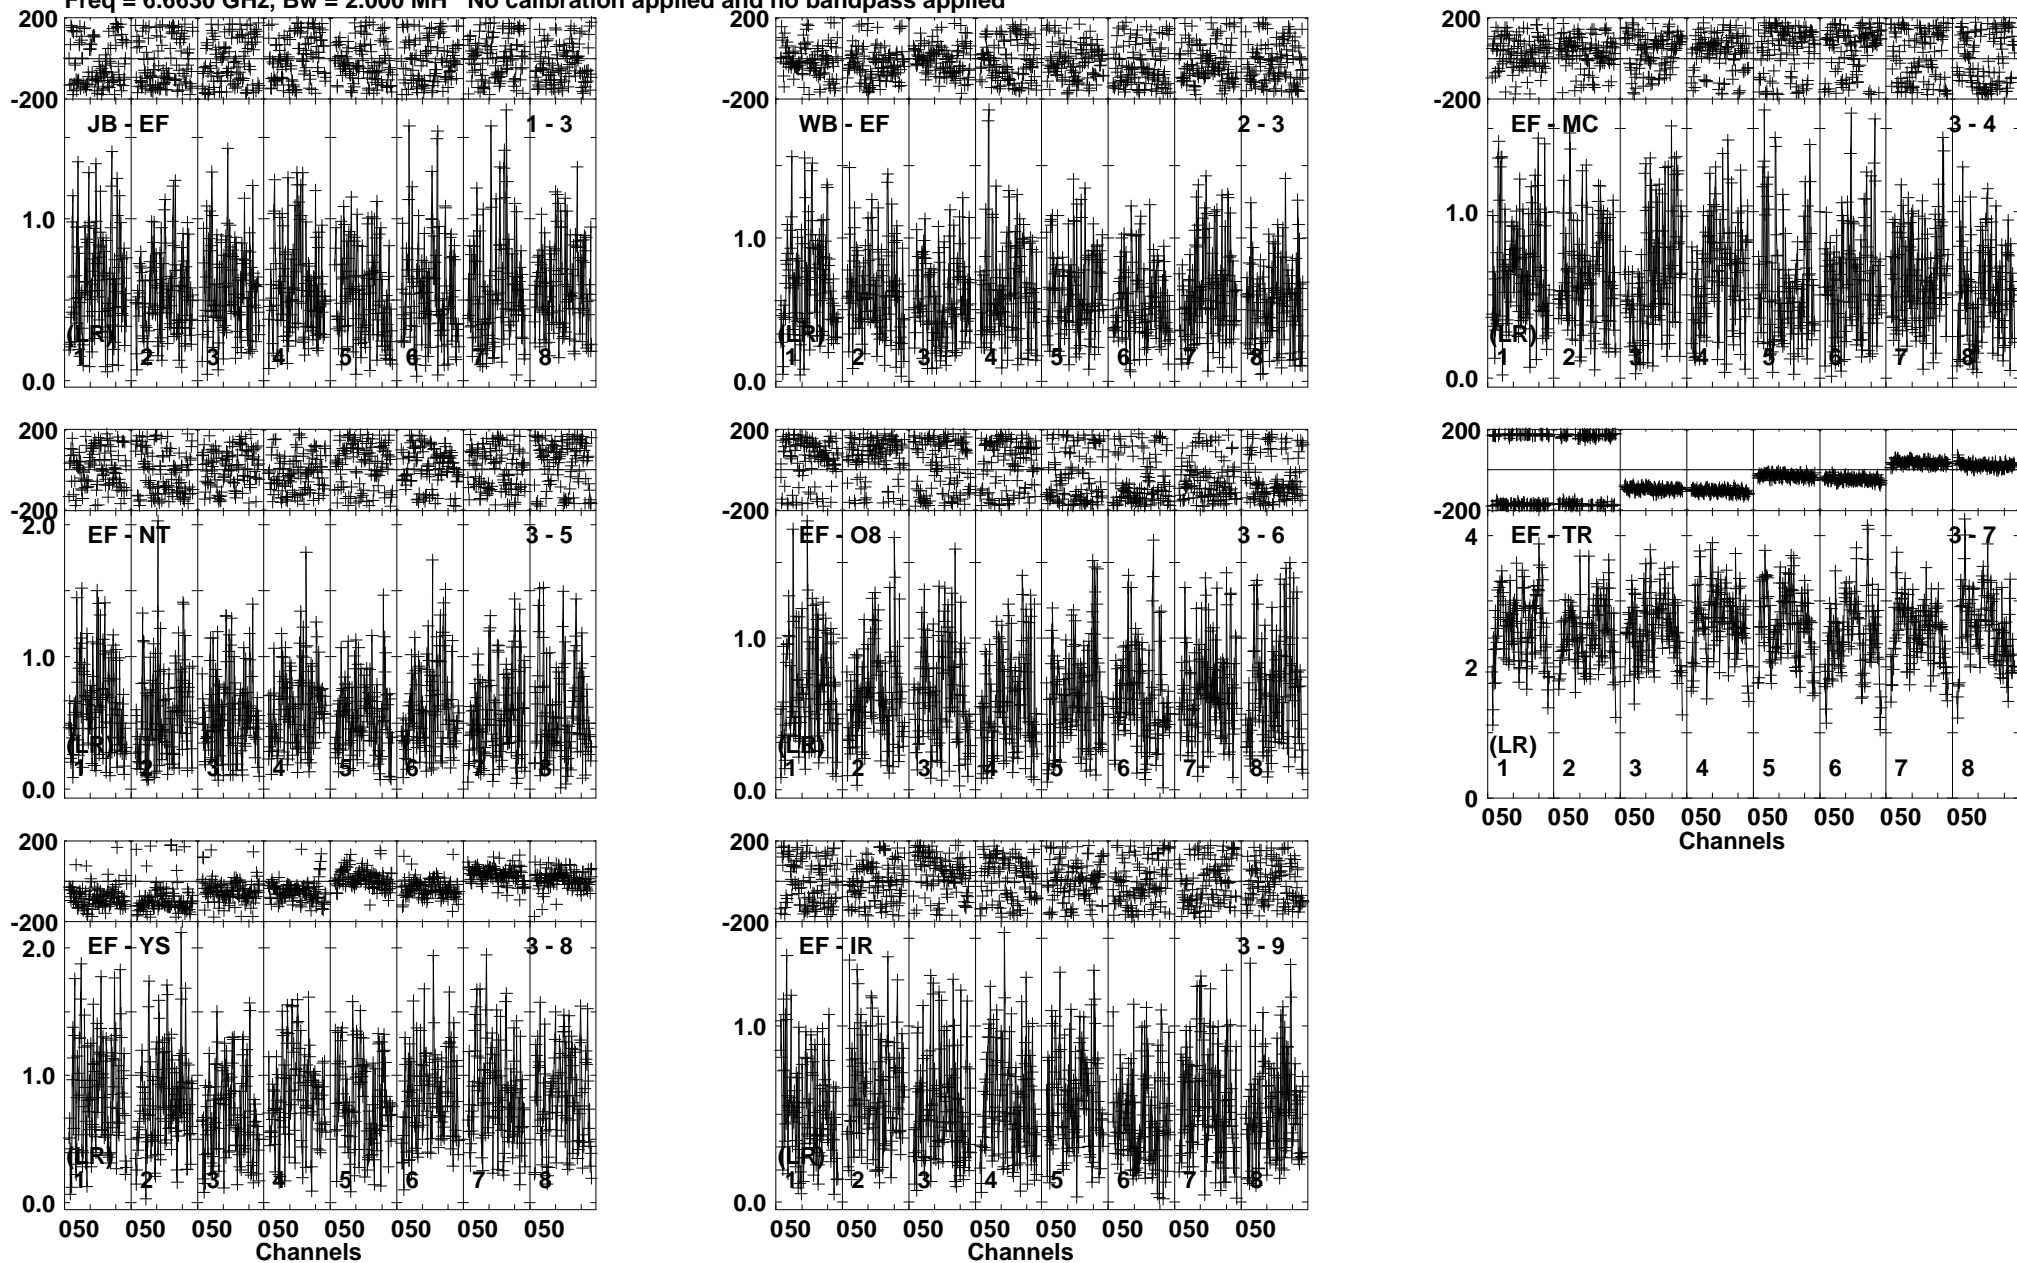 Freq = 6.6630 GHz, Bw = 2.000 MH No calibration applied and no bandpass applied
200
-200
JB - EF 1 - 3
1.0
(LR)
1 2 3 4 5 6 7 8
0.0
200
-200
WB - EF 2 - 3
1.0
(LR)
1 2 3 4 5 6 7 8
0.0
200
-200
EF - MC 3 - 4
1.0
(LR)
1 2 3 4 5 6 7 8
0.0
200
-200
2.0
EF - NT 3 - 5
1.0
(LR)
1 2 3 4 5 6 7 8
0.0
200
-200
EF - O8 3 - 6
1.0
(LR)
1 2 3 4 5 6 7 8
0.0
200
-200
4
EF - TR 3 - 7
2
(LR)
1 2 3 4 5 6 7 8
0
050 050 050 050 050 050 050 050
Channels
200
-200
2.0
EF - YS 3 - 8
1.0
(LR)
1 2 3 4 5 6 7 8
0.0
050 050 050 050 050 050 050 050
Channels
200
-200
EF - IR 3 - 9
1.0
(LR)
1 2 3 4 5 6 7 8
0.0
050 050 050 050 050 050 050 050
Channels